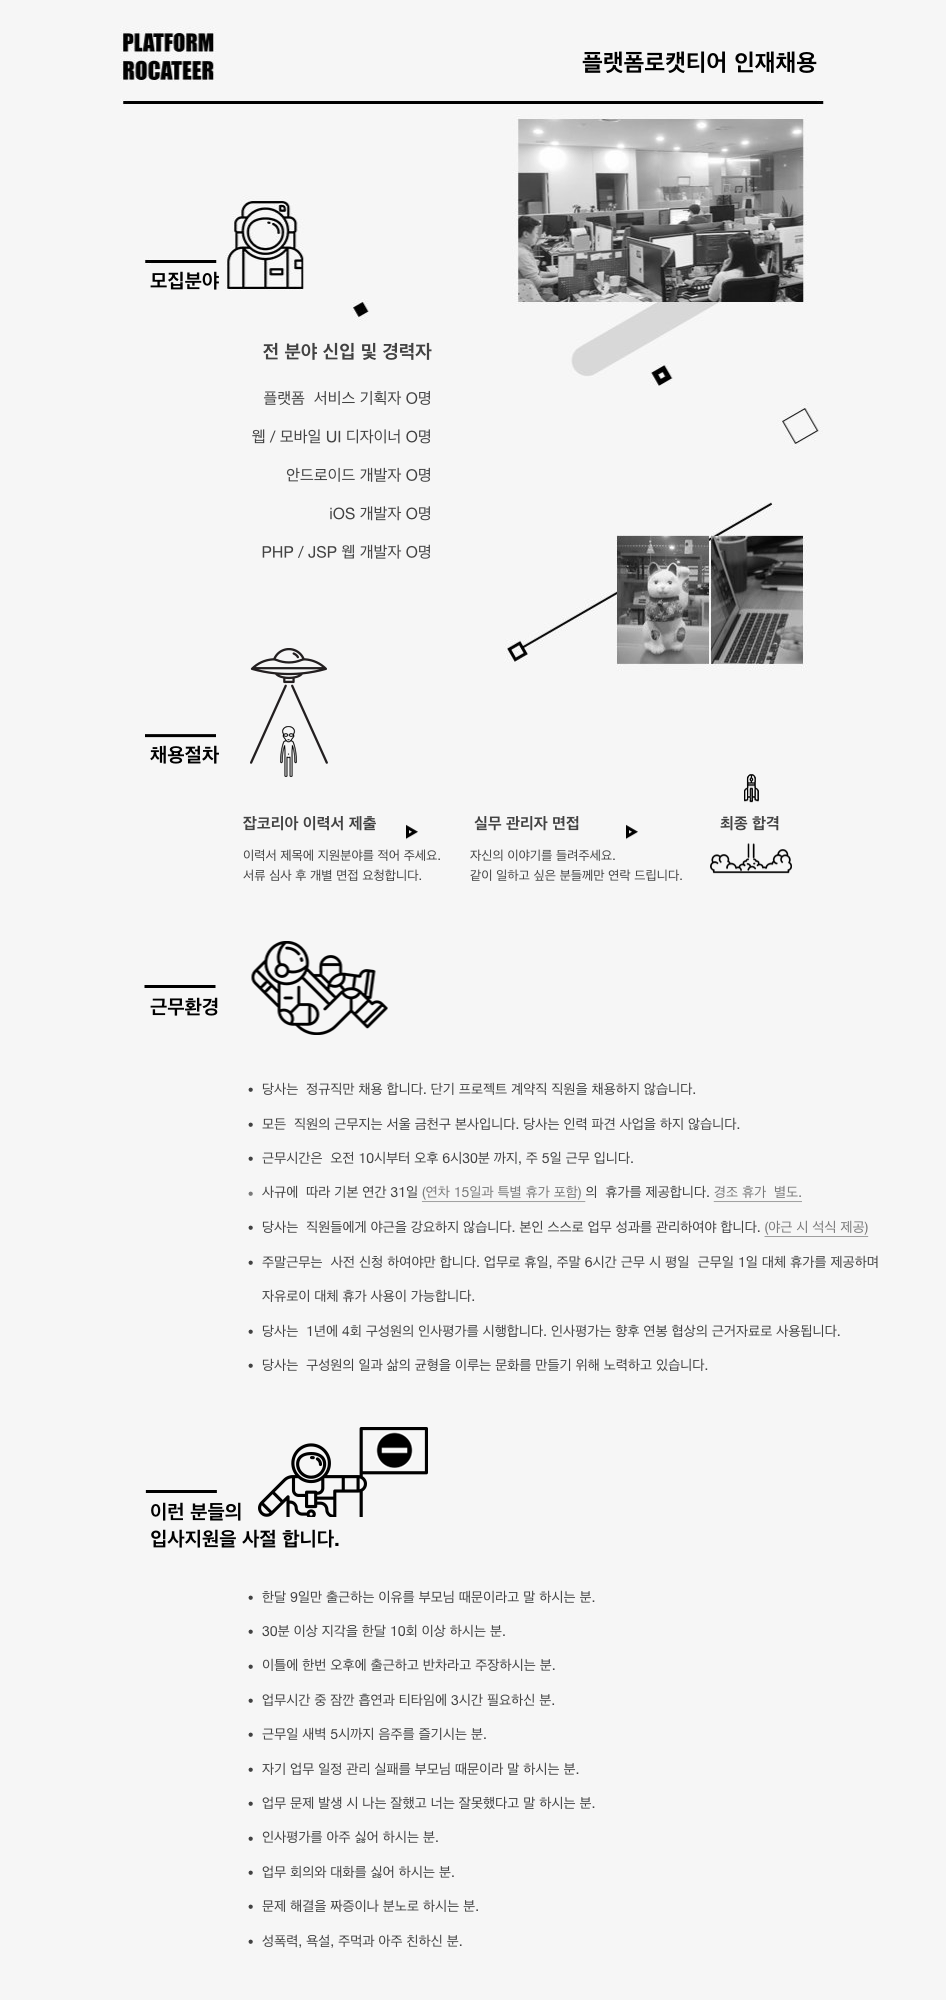 PLATFORM
ROCATEER
플랫폼로캣티어 인재채용
모집분야
전 분야 신입 및 경력자
플랫폼 서비스 기획자 O명
웹 / 모바일 UI 디자이너 O명
안드로이드 개발자 O명
iOS 개발자 O명
PHP / JSP 웹 개발자 O명
채용절차
잡코리아 이력서 제출
이력서 제목에 지원분야를 적어 주세요.
서류 심사 후 개별 면접 요청합니다.
실무 관리자 면접
자신의 이야기를 들려주세요.
같이 일하고 싶은 분들께만 연락 드립니다.
최종 합격
근무환경
• 당사는 정규직만 채용 합니다. 단기 프로젝트 계약직 직원을 채용하지 않습니다.
• 모든 직원의 근무지는 서울 금천구 본사입니다. 당사는 인력 파견 사업을 하지 않습니다.
• 근무시간은 오전 10시부터 오후 6시30분 까지, 주 5일 근무 입니다.
• 사규에 따라 기본 연간 31일 (연차 15일과 특별 휴가 포함) 의 휴가를 제공합니다. 경조 휴가 별도.
• 당사는 직원들에게 야근을 강요하지 않습니다. 본인 스스로 업무 성과를 관리하여야 합니다. (야근 시 석식 제공)
• 주말근무는 사전 신청 하여야만 합니다. 업무로 휴일, 주말 6시간 근무 시 평일 근무일 1일 대체 휴가를 제공하며
자유로이 대체 휴가 사용이 가능합니다.
• 당사는 1년에 4회 구성원의 인사평가를 시행합니다. 인사평가는 향후 연봉 협상의 근거자료로 사용됩니다.
• 당사는 구성원의 일과 삶의 균형을 이루는 문화를 만들기 위해 노력하고 있습니다.
이런 분들의
입사지원을 사절 합니다.
• 한달 9일만 출근하는 이유를 부모님 때문이라고 말 하시는 분.
• 30분 이상 지각을 한달 10회 이상 하시는 분.
• 이틀에 한번 오후에 출근하고 반차라고 주장하시는 분.
• 업무시간 중 잠깐 흡연과 티타임에 3시간 필요하신 분.
• 근무일 새벽 5시까지 음주를 즐기시는 분.
• 자기 업무 일정 관리 실패를 부모님 때문이라 말 하시는 분.
• 업무 문제 발생 시 나는 잘했고 너는 잘못했다고 말 하시는 분.
• 인사평가를 아주 싫어 하시는 분.
• 업무 회의와 대화를 싫어 하시는 분.
• 문제 해결을 짜증이나 분노로 하시는 분.
• 성폭력, 욕설, 주먹과 아주 친하신 분.